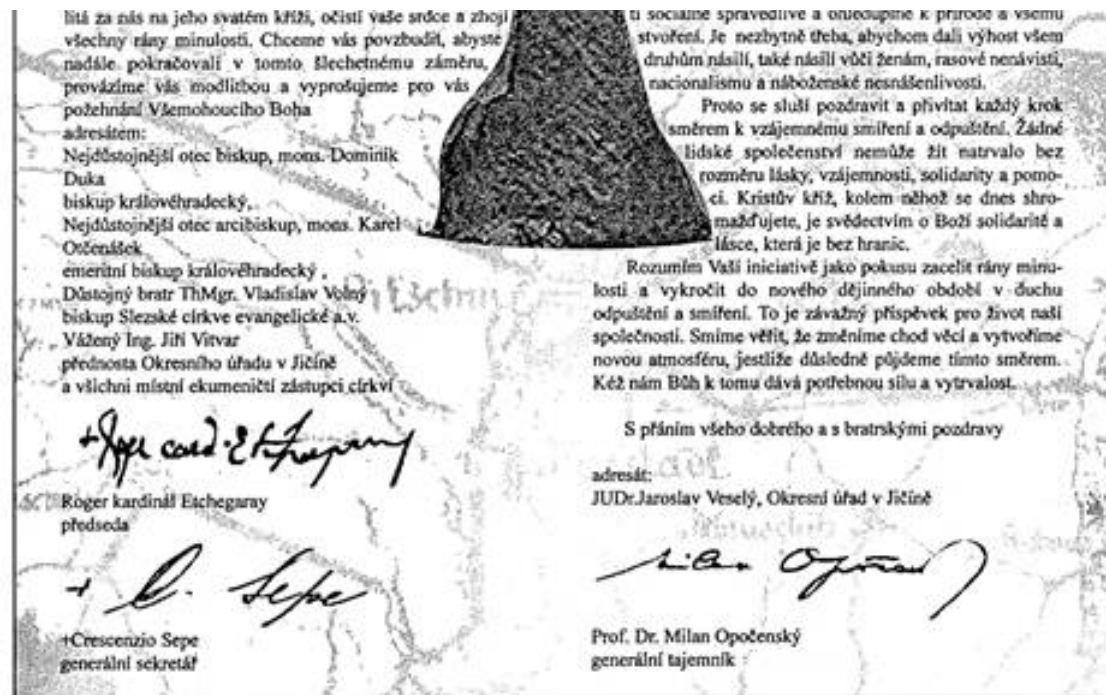 litá za nás na jeho svatém kříži, očistí vaše srdce a zhojí
všechny rány minulosti. Chceme vás povzbudit, abyste
nadále pokračovali v tomto šlechetnému záměru,
provázíme vás modlitbou a vyprošujeme pro vás
požehnání Všemohoucího Boha
adresátem:
Nejdůstojnější otec biskup, mons. Dominik
Duka
biskup královéhradecký,
Nejdůstojnější otec arcibiskup, mons. Karel
Otčenášek
emeritní biskup královéhradecký ,
Důstojný bratr ThMgr. Vladislav Volný
biskup Slezské církve evangelické a.v.
Vážený Ing. Jiří Vitvar
přednosta Okresního úřadu v Jičíně
a všichni místní ekumeničtí zástupci církví
+Roger card. Etchegaray
Roger kardinál Etchegaray
předseda
+ C. Sepe
+Crescenzio Sepe
generální sekretář
ti sociálně spravedlivé a ohleduplné k přírodě a všemu
stvoření. Je nezbytně třeba, abychom dali výhost všem
druhům násilí, také násilí vůči ženám, rasové nenávisti,
nacionalismu a náboženské nesnášenlivosti.
Proto se sluší pozdravit a přivítat každý krok
směrem k vzájemnému smíření a odpuštění. Žádné
lidské společenství nemůže žít natrvalo bez
rozměru lásky, vzájemnosti, solidarity a pomo-
ci. Kristův kříž, kolem něhož se dnes shro-
mažďujete, je svědectvím o Boží solidaritě a
lásce, která je bez hranic.
Rozumím Vaší iniciativě jako pokusu zacelit rány minu-
losti a vykročit do nového dějinného období v duchu
odpuštění a smíření. To je závažný příspěvek pro život naší
společnosti. Smíme věřit, že změníme chod věcí a vytvoříme
novou atmosféru, jestliže důsledně půjdeme tímto směrem.
Kéž nám Bůh k tomu dává potřebnou sílu a vytrvalost.
S přáním všeho dobrého a s bratrskými pozdravy
adresát:
JUDr.Jaroslav Veselý, Okresní úřad v Jičíně
Milan Opočenský
Prof. Dr. Milan Opočenský
generální tajemník